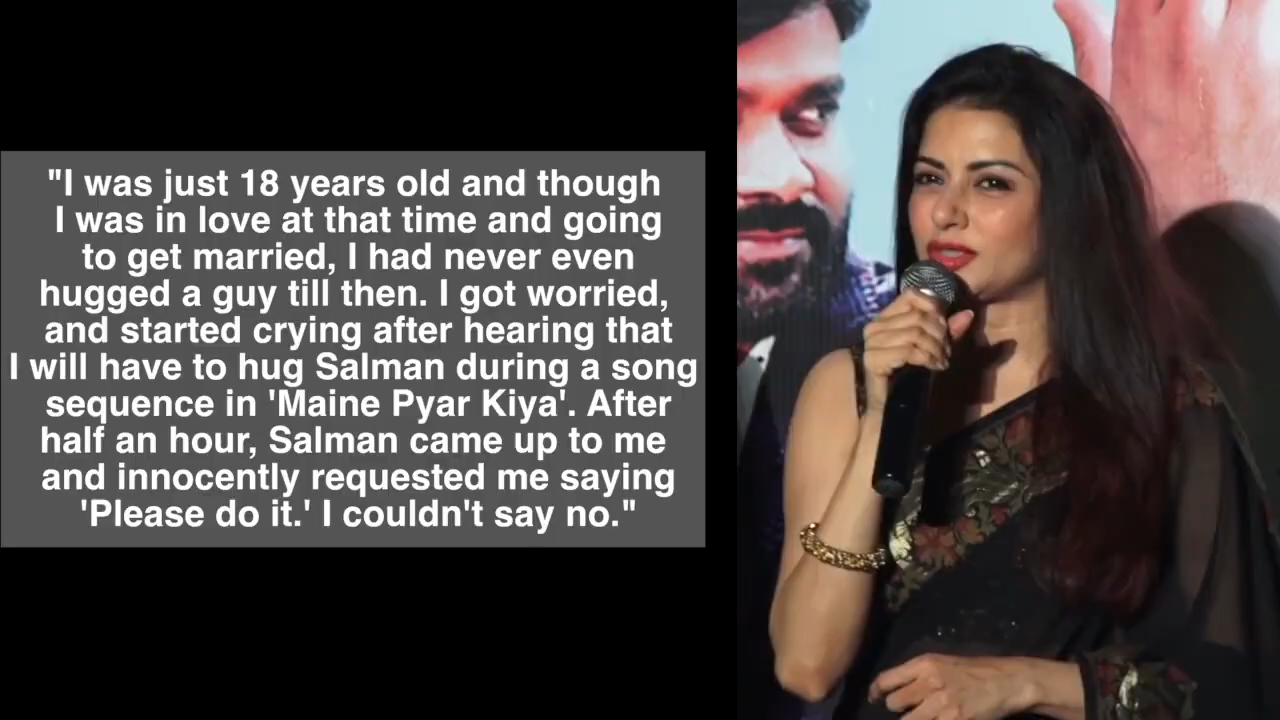 "I was just 18 years old and though
I was in love at that time and going
to get married, I had never even
hugged a guy till then. I got worried,
and started crying after hearing that
I will have to hug Salman during a song
sequence in 'Maine Pyar Kiya'. After
half an hour, Salman came up to me
and innocently requested me saying
'Please do it.' I couldn't say no."